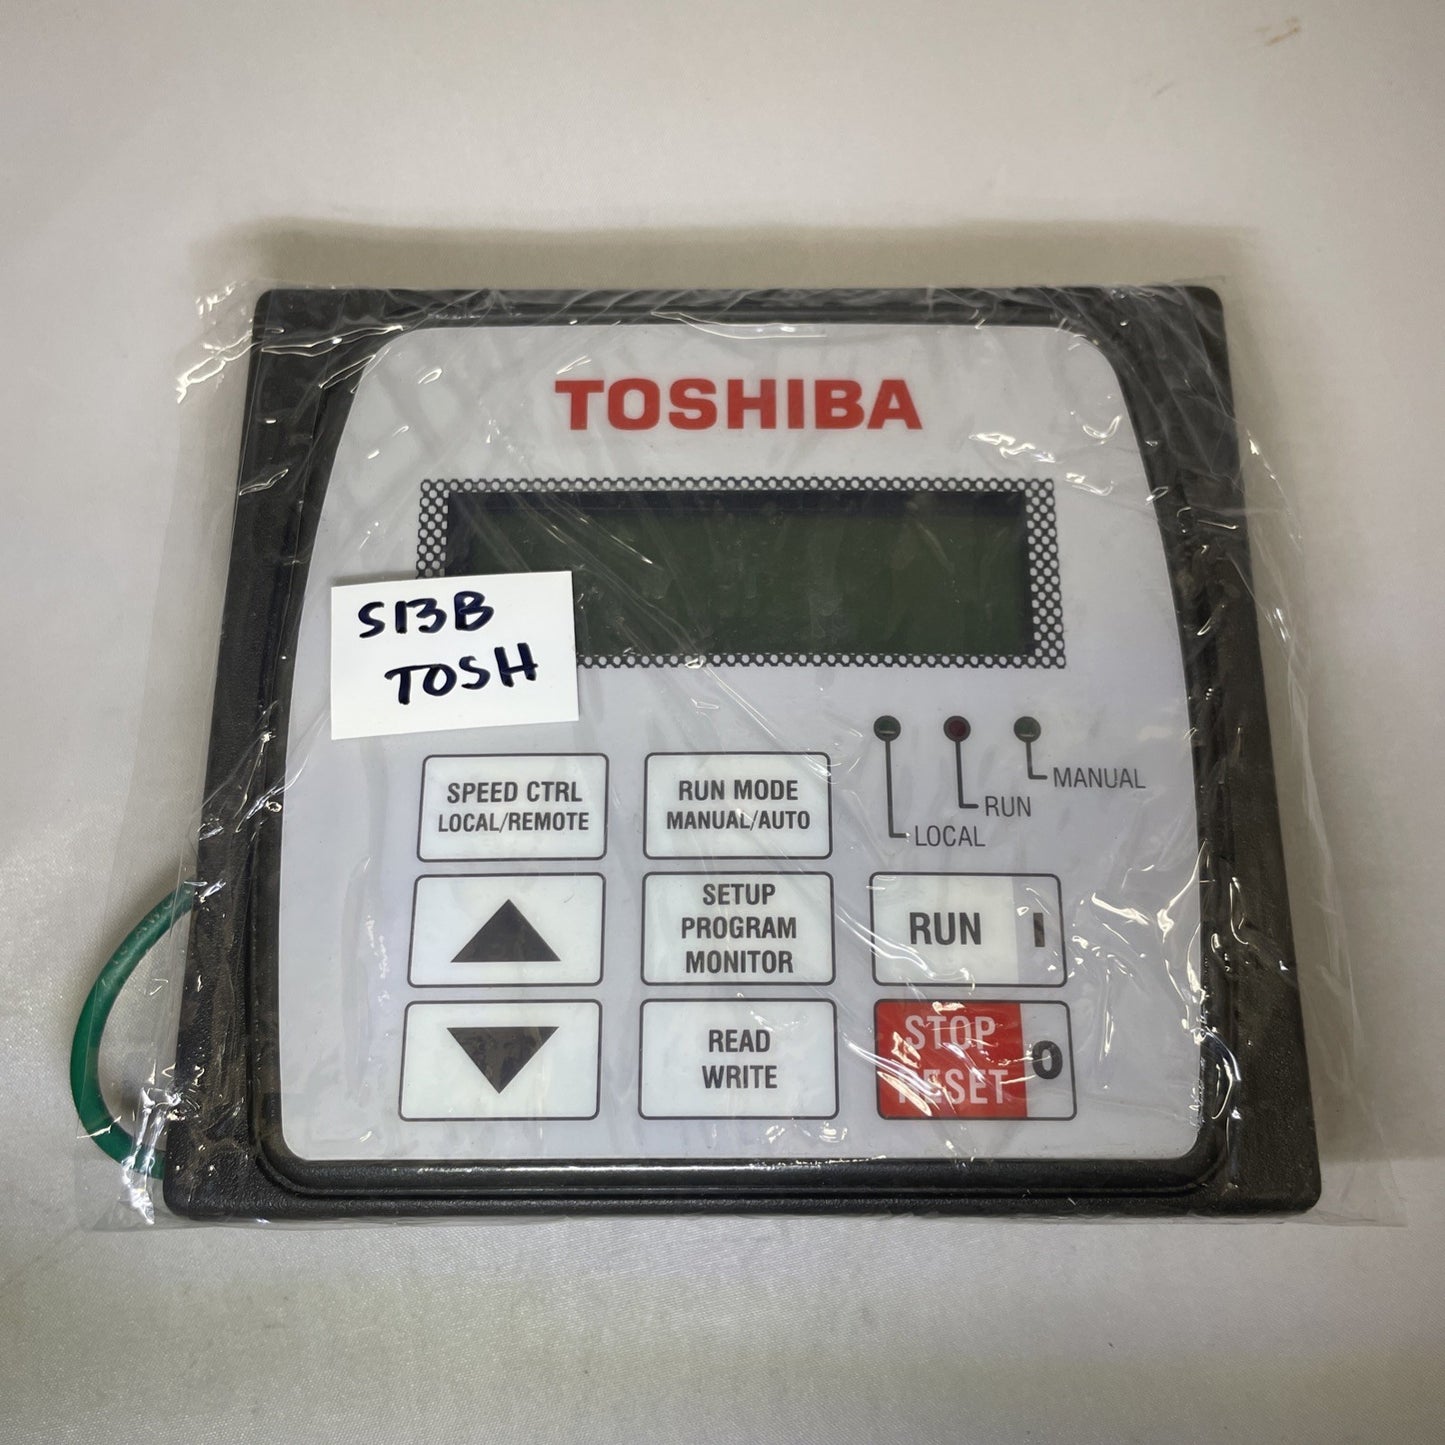 TOSHIBA
S13B
TOSH
MANUAL
RUN
LOCAL
SPEED CTRL
LOCAL/REMOTE
RUN MODE
MANUAL/AUTO
SETUP
PROGRAM
MONITOR
RUN I
READ
WRITE
STOP
RESET
0